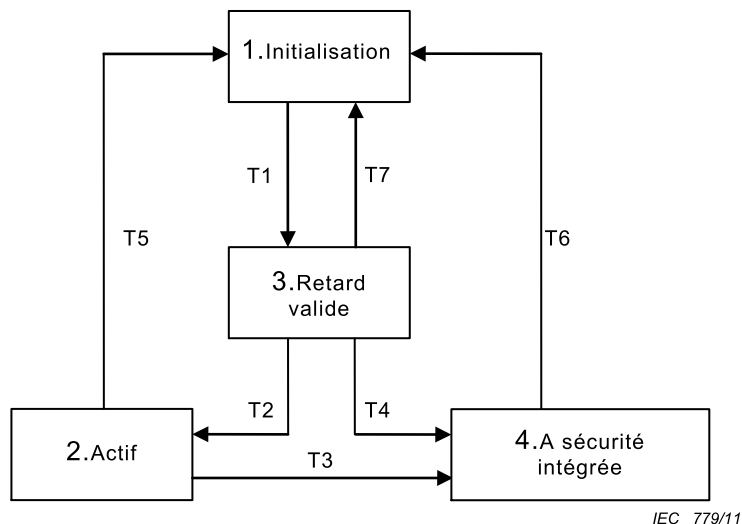 1.Initialisation
T1
T7
T5
T6
3.Retard
valide
T2
T4
2.Actif
T3
4.A sécurité
intégrée
IEC 779/11